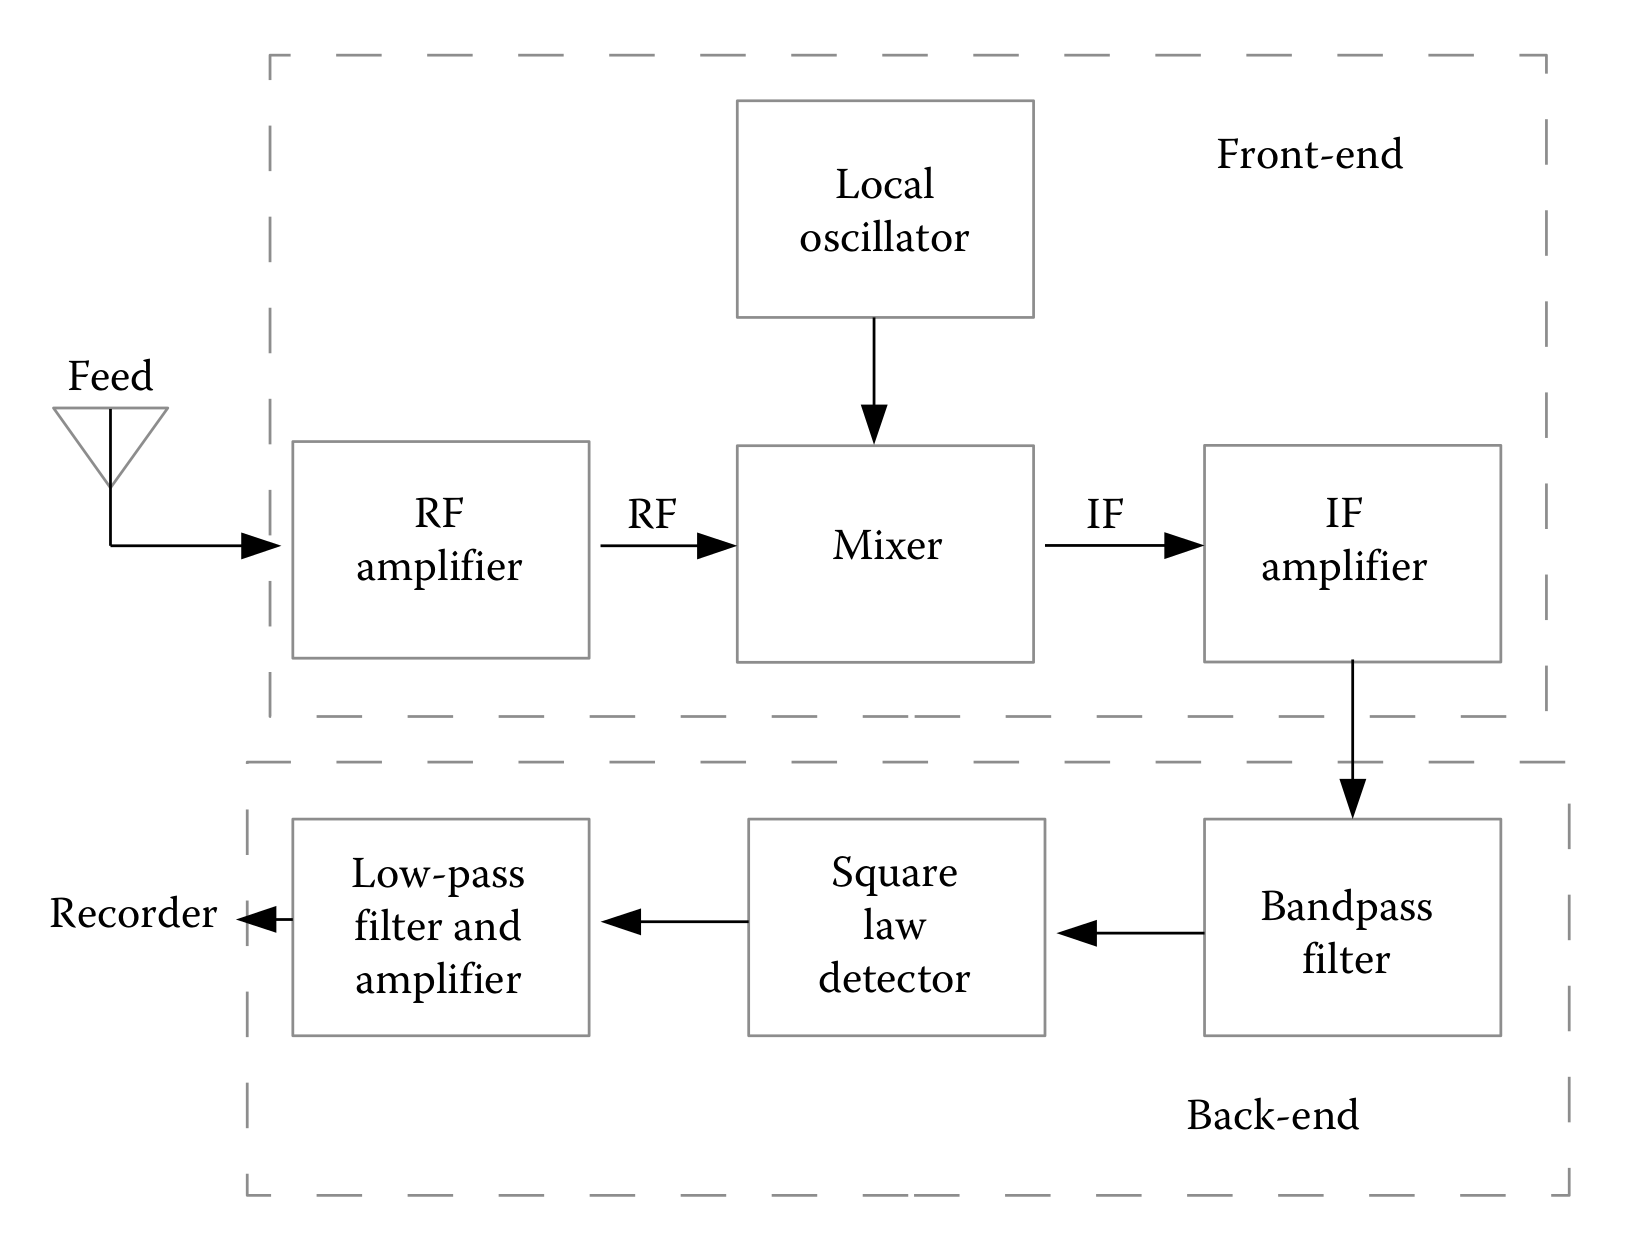 Front-end
Local
oscillator
Feed
RF
amplifier
RF
Mixer
IF
IF
amplifier
Recorder
Low-pass
filter and
amplifier
Square
law
detector
Bandpass
filter
Back-end